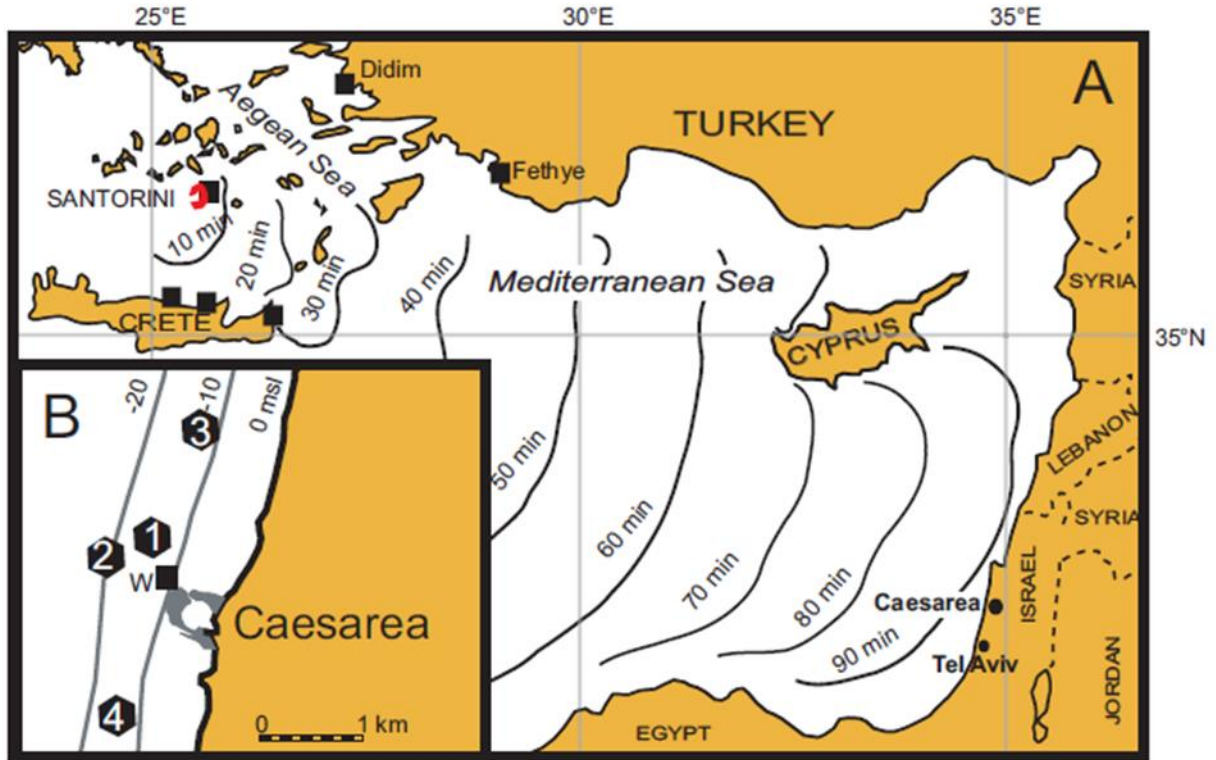 25°E
30°E
35°E
A
Didim
Aegean Sea
TURKEY
Fethye
SANTORINI
10 min
20 min
30 min
40 min
Mediterranean Sea
SYRIA
CRETE
CYPRUS
35°N
B
-20
-10
0 msl
3
50 min
60 min
70 min
80 min
90 min
LEBANON
SYRIA
1
2
W
Caesarea
ISRAEL
Caesarea
Tel Aviv
JORDAN
4
0 1 km
EGYPT